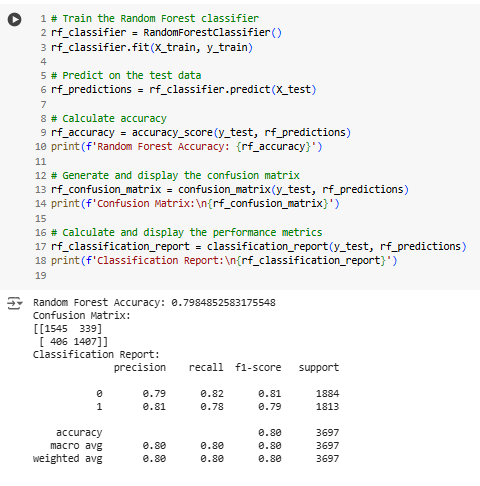 1 # Train the Random Forest classifier
2 rf_classifier = RandomForestClassifier()
3 rf_classifier.fit(X_train, y_train)
4
5 # Predict on the test data
6 rf_predictions = rf_classifier.predict(X_test)
7
8 # Calculate accuracy
9 rf_accuracy = accuracy_score(y_test, rf_predictions)
10 print(f'Random Forest Accuracy: {rf_accuracy}')
11
12 # Generate and display the confusion matrix
13 rf_confusion_matrix = confusion_matrix(y_test, rf_predictions)
14 print(f'Confusion Matrix:\n{rf_confusion_matrix}')
15
16 # Calculate and display the performance metrics
17 rf_classification_report = classification_report(y_test, rf_predictions)
18 print(f'Classification Report:\n{rf_classification_report}')
19
Random Forest Accuracy: 0.7984852583175548
Confusion Matrix:
[[1545  339]
 [ 406 1407]]
Classification Report:
              precision    recall  f1-score   support

           0       0.79      0.82      0.81      1884
           1       0.81      0.78      0.79      1813

    accuracy                           0.80      3697
   macro avg       0.80      0.80      0.80      3697
weighted avg       0.80      0.80      0.80      3697